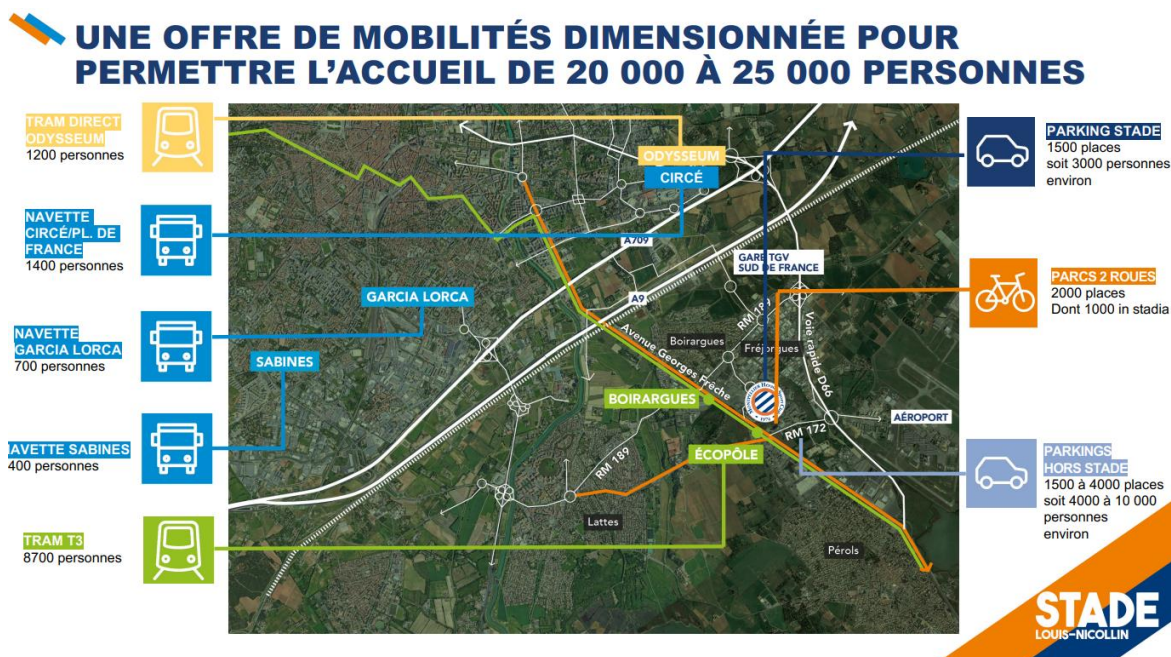 UNE OFFRE DE MOBILITÉS DIMENSIONNÉE POUR
PERMETTRE L'ACCUEIL DE 20 000 À 25 000 PERSONNES
TRAM DIRECT
ODYSSEUM
1200 personnes
NAVETTE
CIRCÉ/PL. DE
FRANCE
1400 personnes
NAVETTE
GARCIA LORCA
700 personnes
AVETTE SABINES
400 personnes
TRAM T3
8700 personnes
ODYSSEUM
CIRCÉ
A709
GARE TGV
SUD DE FRANCE
GARCIA LORCA
A9
RM 189
Avenue Georges Frêche
Boirargues
Fréjorgues
Voie rapide D66
SABINES
BOIRARGUES
AÉROPORT
RM 172
ÉCOPÔLE
RM 189
Lattes
Pérols
PARKING STADE
1500 places
soit 3000 personnes
environ
PARCS 2 ROUES
2000 places
Dont 1000 in stadia
PARKINGS
HORS STADE
1500 à 4000 places
soit 4000 à 10 000
personnes
environ
STADE
LOUIS-NICOLLIN